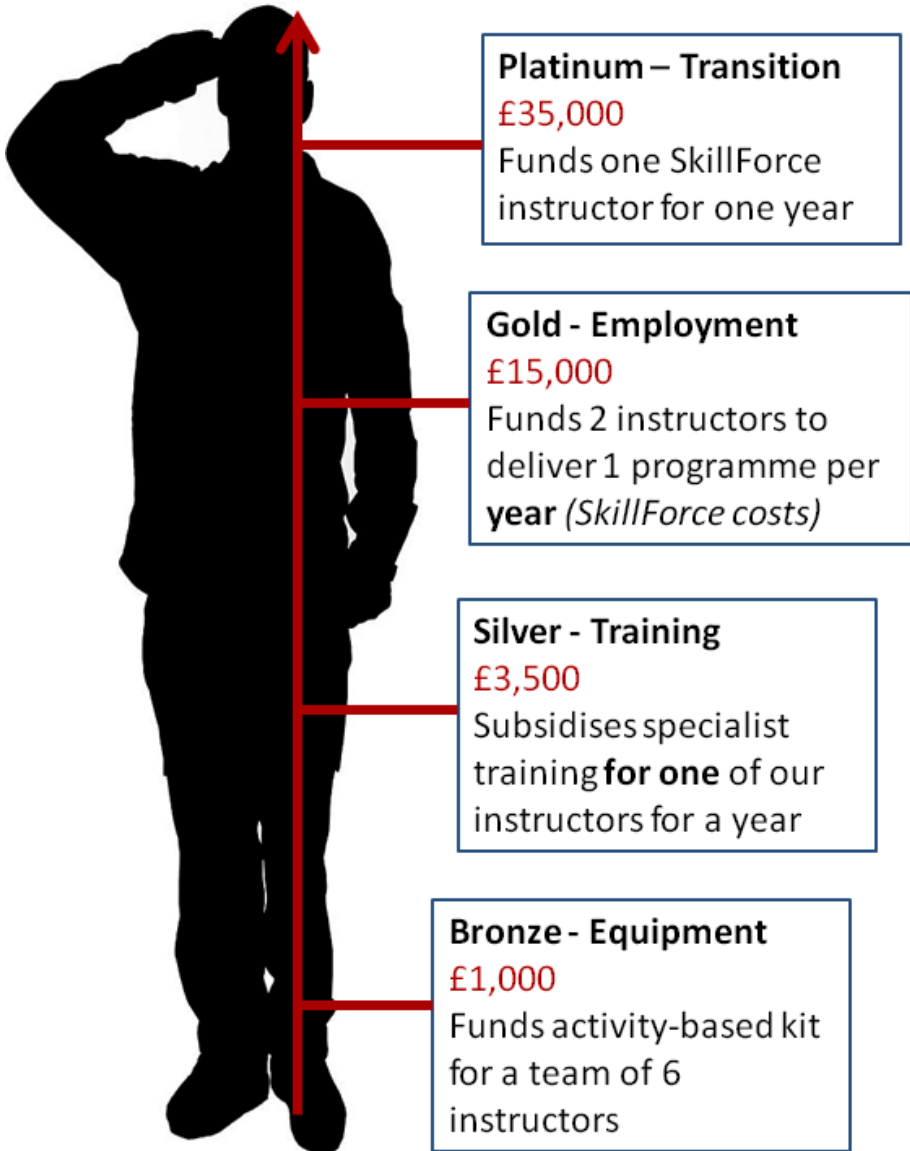 Platinum – Transition
£35,000
Funds one SkillForce
instructor for one year
Gold - Employment
£15,000
Funds 2 instructors to
deliver 1 programme per
year (SkillForce costs)
Silver - Training
£3,500
Subsidises specialist
training for one of our
instructors for a year
Bronze - Equipment
£1,000
Funds activity-based kit
for a team of 6
instructors